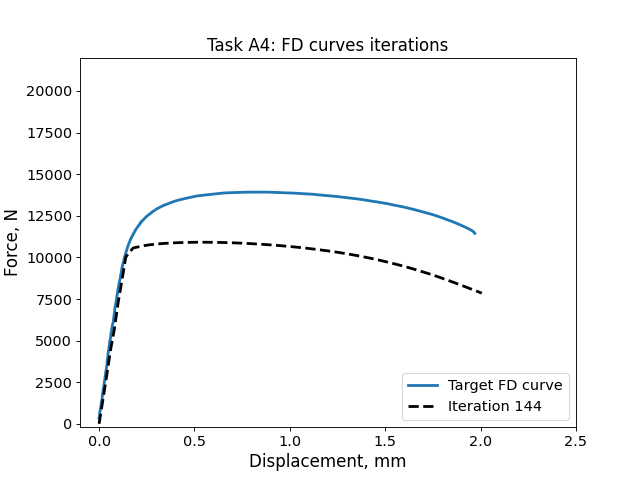 Task A4: FD curves iterations
Force, N
20000
17500
15000
12500
10000
7500
5000
2500
0
0.0 0.5 1.0 1.5 2.0 2.5
Displacement, mm
Target FD curve
Iteration 144